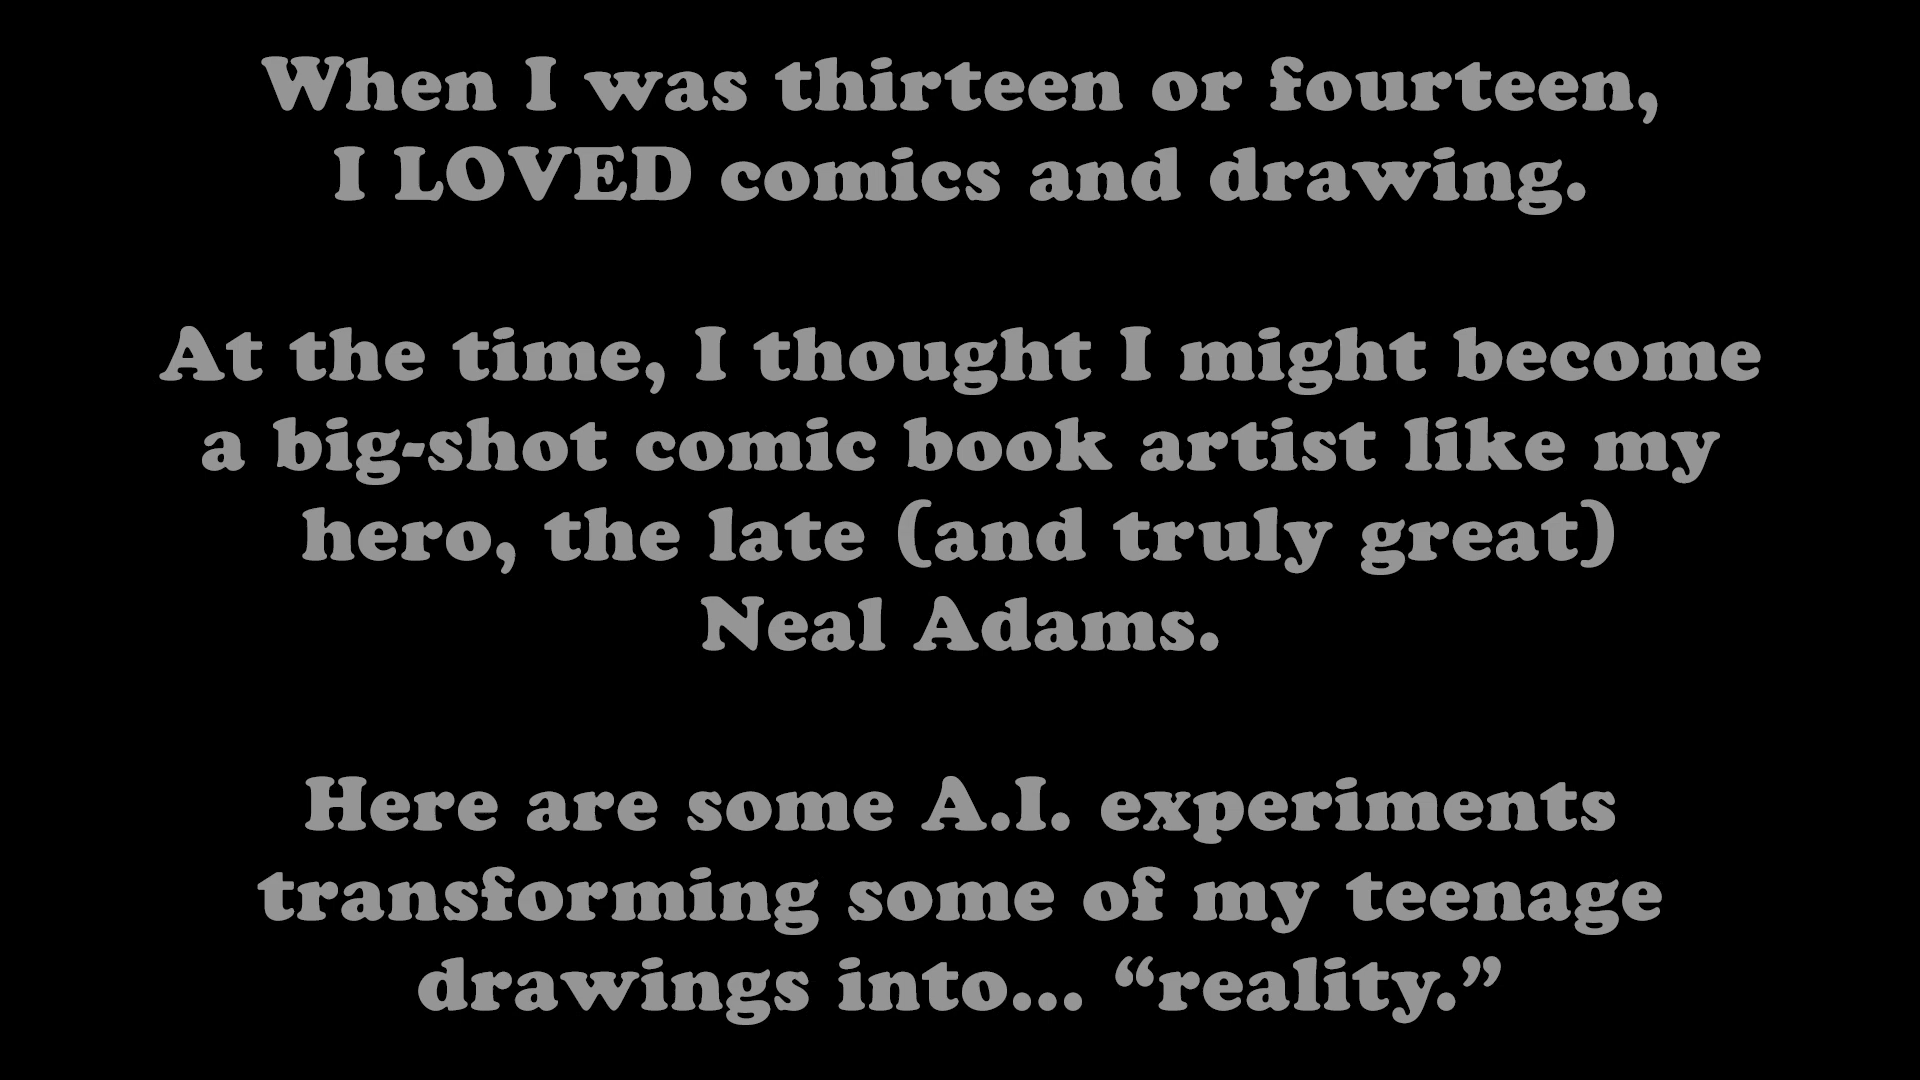 When I was thirteen or fourteen,
I LOVED comics and drawing.
At the time, I thought I might become
a big-shot comic book artist like my
hero, the late (and truly great)
Neal Adams.
Here are some A.I. experiments
transforming some of my teenage
drawings into... “reality.”